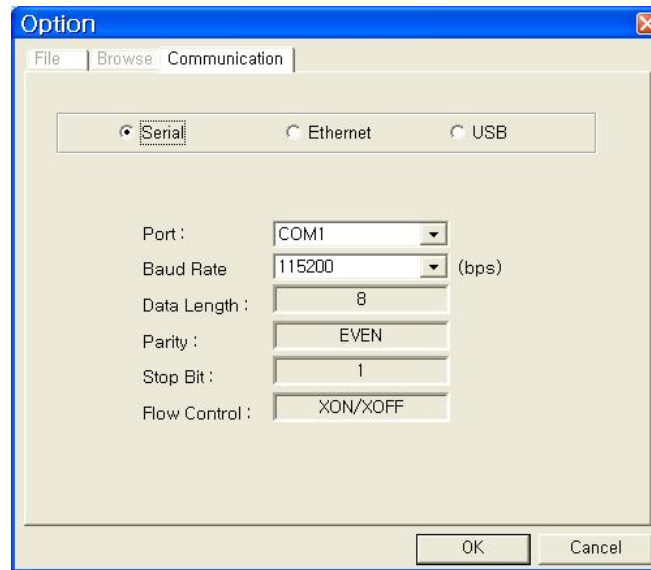 Option
File Browse Communication
Serial Ethernet USB
Port : COM1
Baud Rate 115200 (bps)
Data Length : 8
Parity : EVEN
Stop Bit : 1
Flow Control : XON/XOFF
OK Cancel